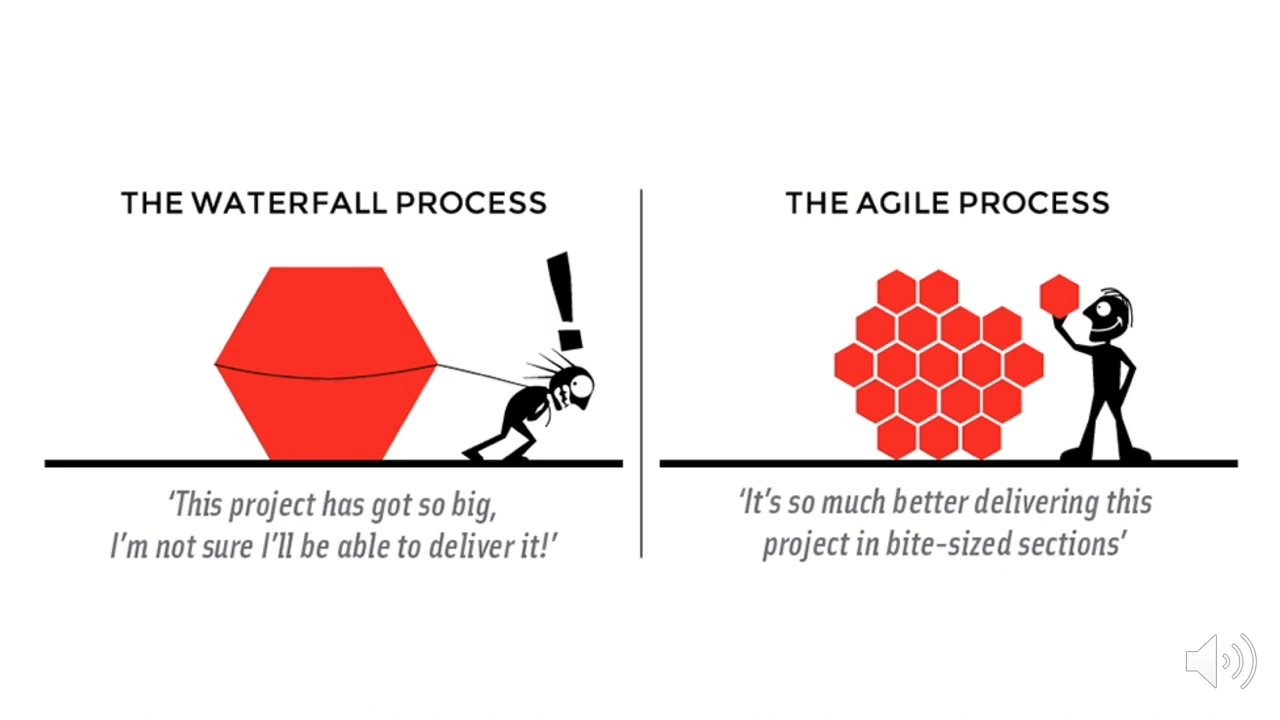 THE WATERFALL PROCESS
‘This project has got so big,
I’m not sure I’ll be able to deliver it!’
THE AGILE PROCESS
‘It’s so much better delivering this
project in bite-sized sections’